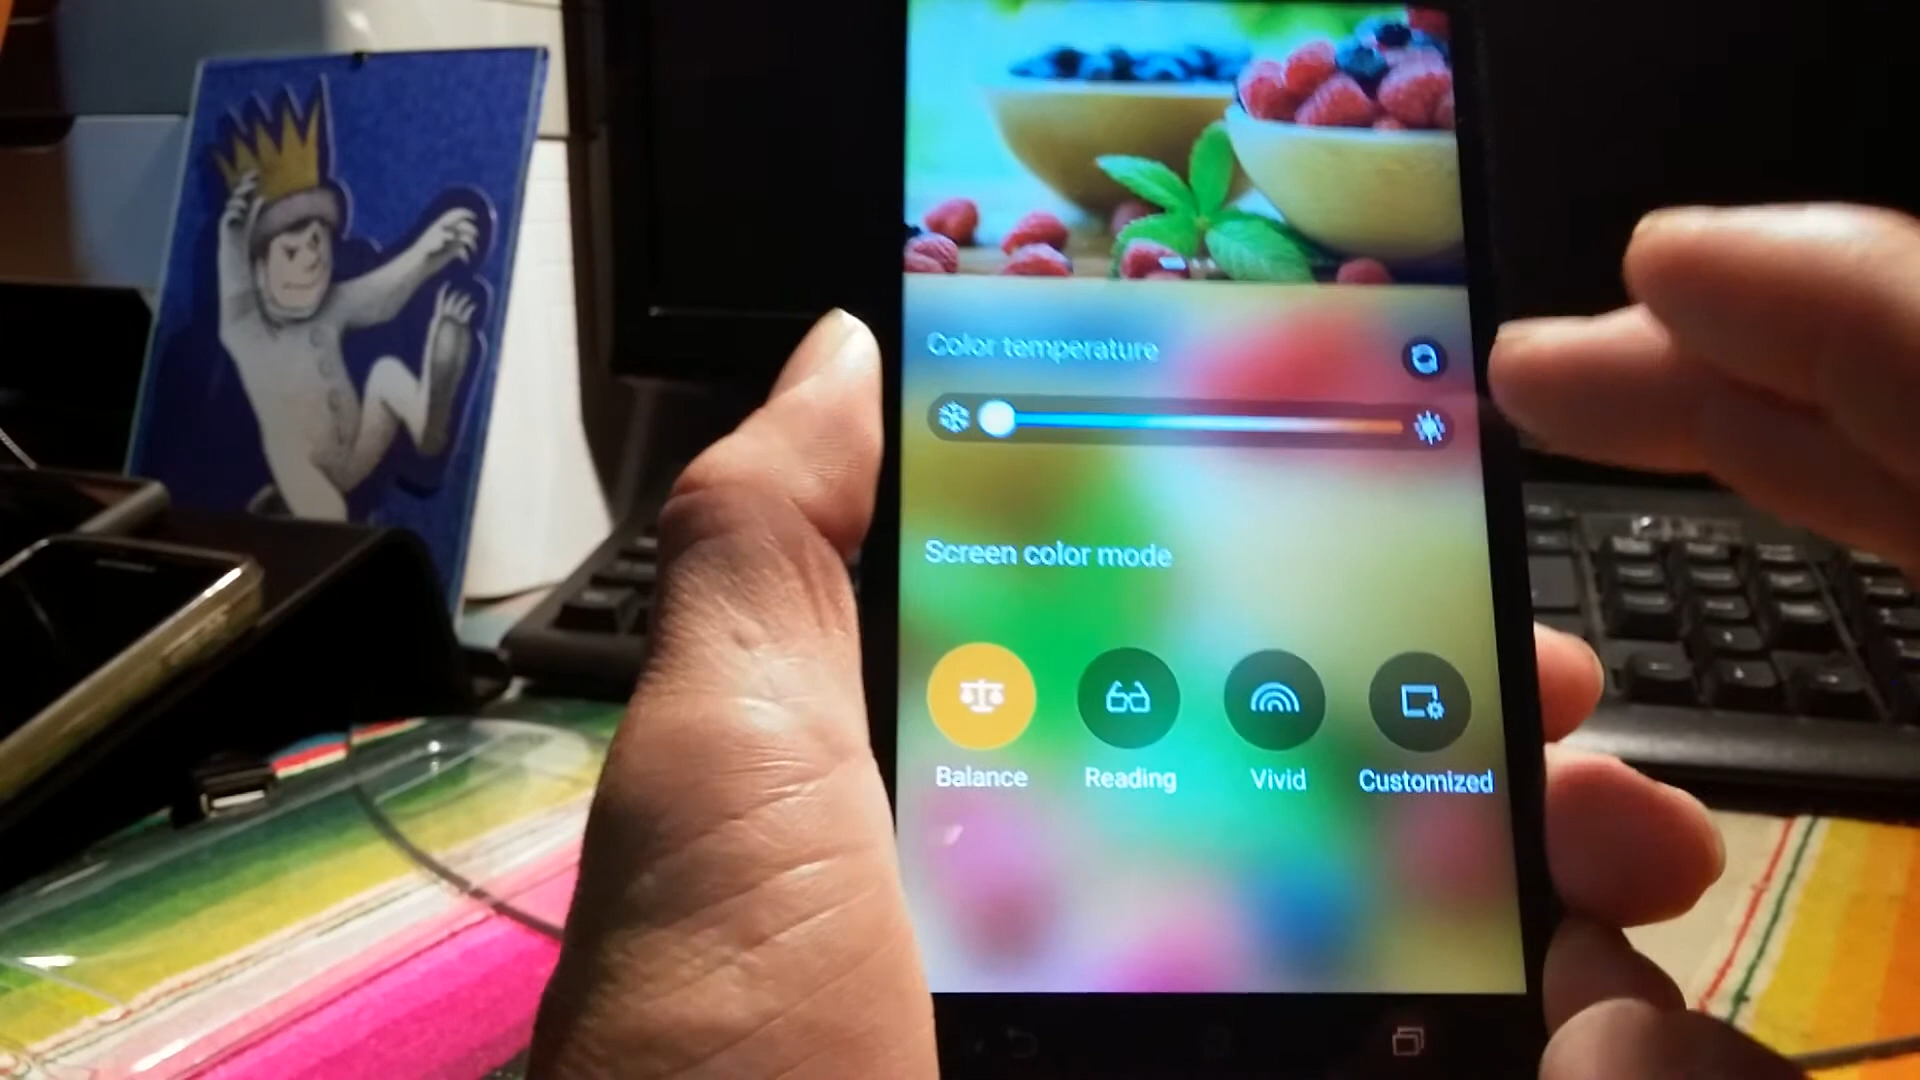 Color temperature
Screen color mode
Balance
Reading
Vivid
Customized